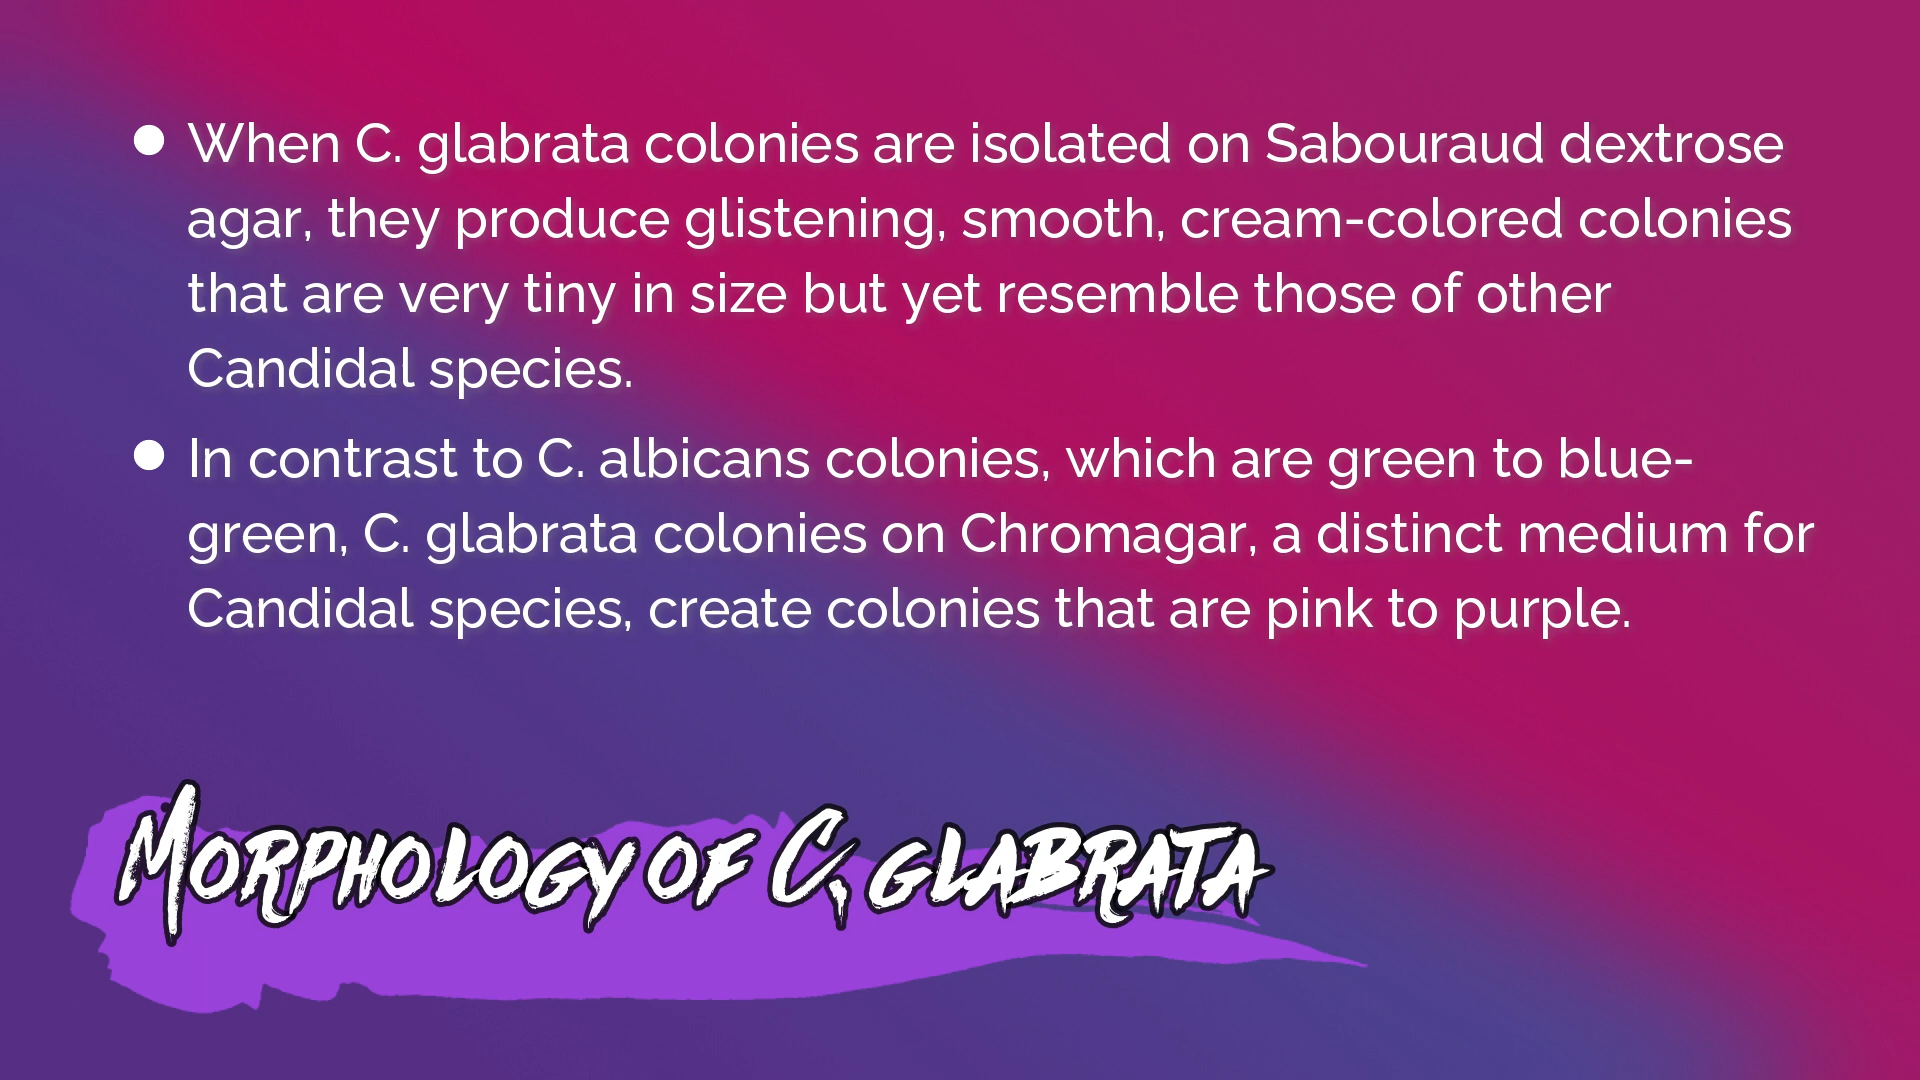 ● When C. glabrata colonies are isolated on Sabouraud dextrose
agar, they produce glistening, smooth, cream-colored colonies
that are very tiny in size but yet resemble those of other
Candidal species.
● In contrast to C. albicans colonies, which are green to blue-
green, C. glabrata colonies on Chromagar, a distinct medium for
Candidal species, create colonies that are pink to purple.
Morphology of C, glabrata